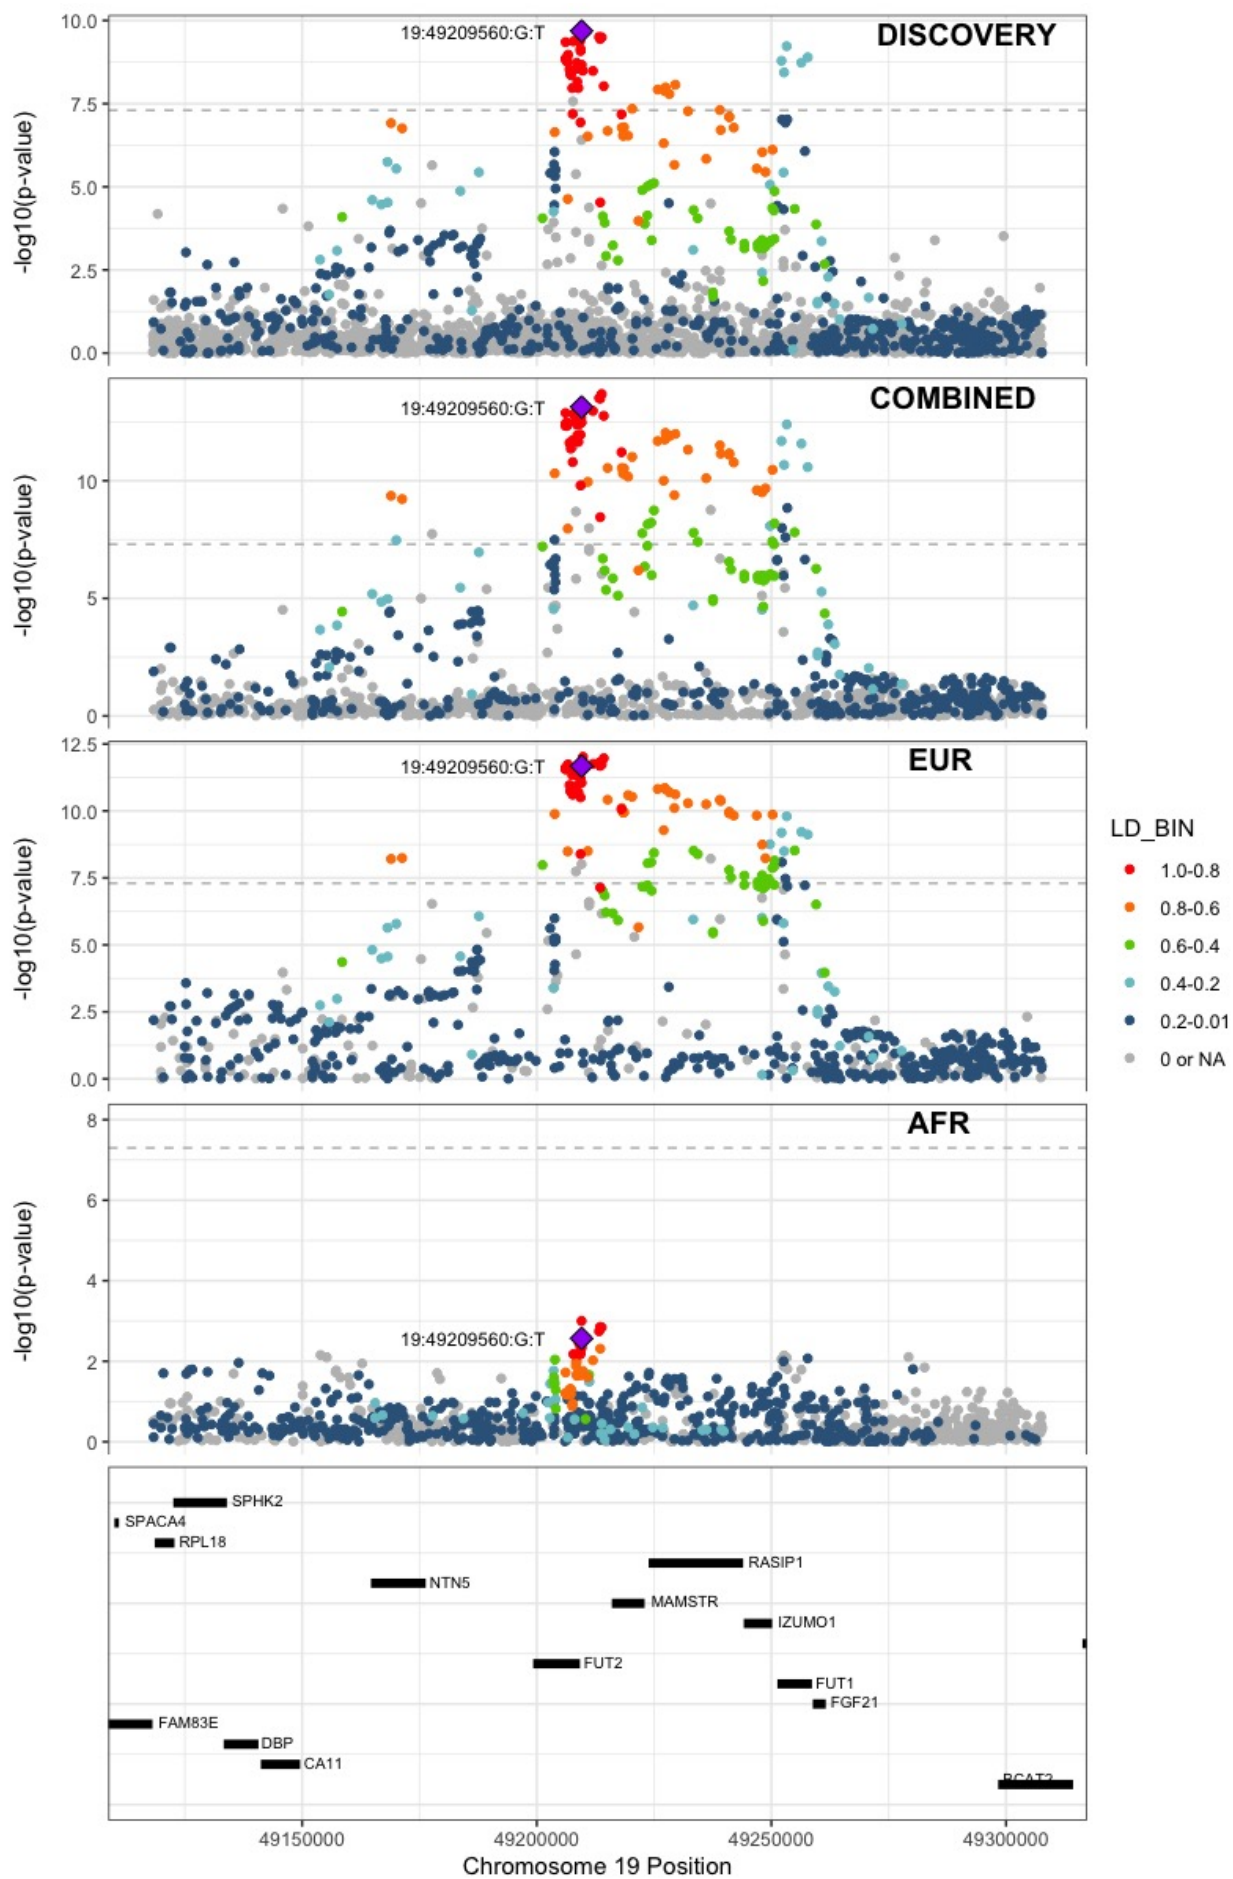 DISCOVERY
19:49209560:G:T
10.0
7.5
5.0
2.5
0.0
-log10(p-value)
COMBINED
19:49209560:G:T
10
5
0
-log10(p-value)
EUR
19:49209560:G:T
12.5
10.0
7.5
5.0
2.5
0.0
-log10(p-value)
LD_BIN
1.0-0.8
0.8-0.6
0.6-0.4
0.4-0.2
0.2-0.01
0 or NA
AFR
19:49209560:G:T
8
6
4
2
0
-log10(p-value)
SPHK2
SPACA4
RPL18
RASIP1
NTN5
MAMSTR
IZUMO1
FUT2
FUT1
FGF21
FAM83E
DBP
CA11
BCAT2
49150000 49200000 49250000 49300000
Chromosome 19 Position